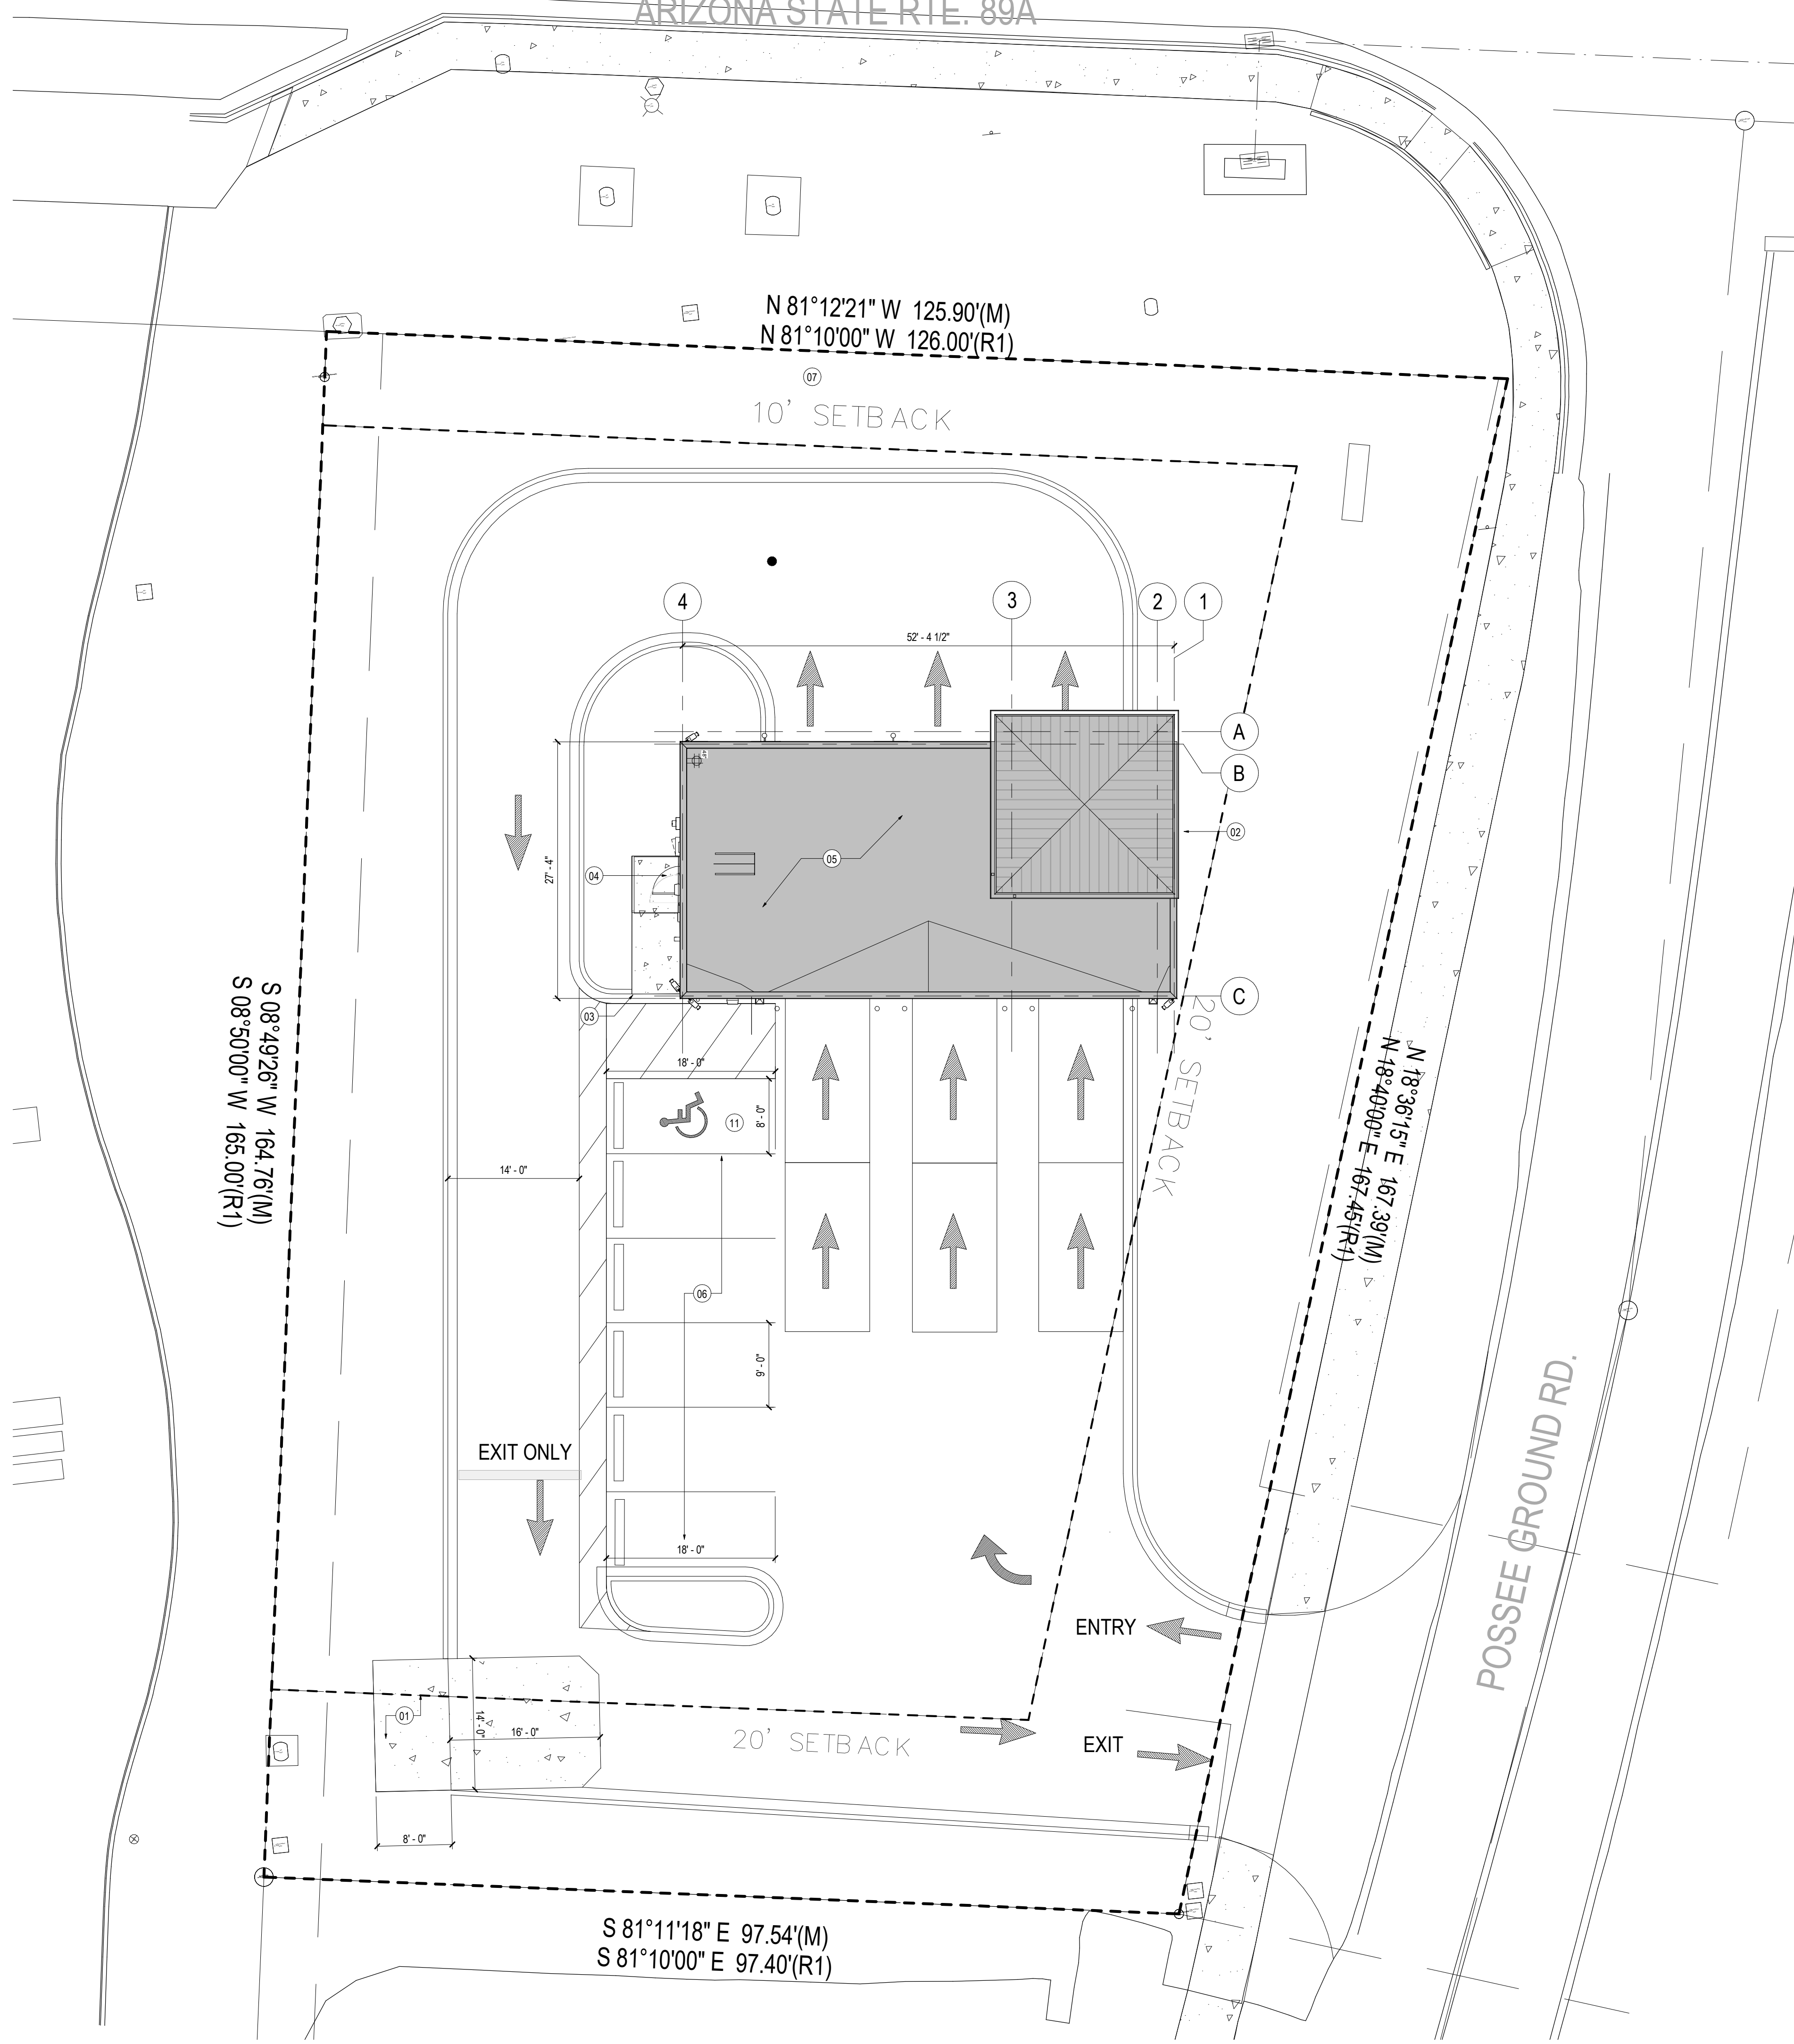 ARIZONA STATE RTE. 89A
N 81°12'21" W 125.90'(M)
N 81°10'00" W 126.00'(R1)
07
10' SETBACK
4
3
2
1
52' - 4 1/2"
A
B
02
05
27' - 4"
04
C
03
20' SETBACK
S 08°49'26" W 164.76'(M)
S 08°50'00" W 165.00'(R1)
N 18°36'15" E 167.39'(M)
N 18°40'00" E 167.45'(R1)
18' - 0"
11
8' - 0"
14' - 0"
06
9' - 0"
EXIT ONLY
18' - 0"
POSSEE GROUND RD.
ENTRY
01
14' - 0"
16' - 0"
20' SETBACK
EXIT
8' - 0"
S 81°11'18" E 97.54'(M)
S 81°10'00" E 97.40'(R1)